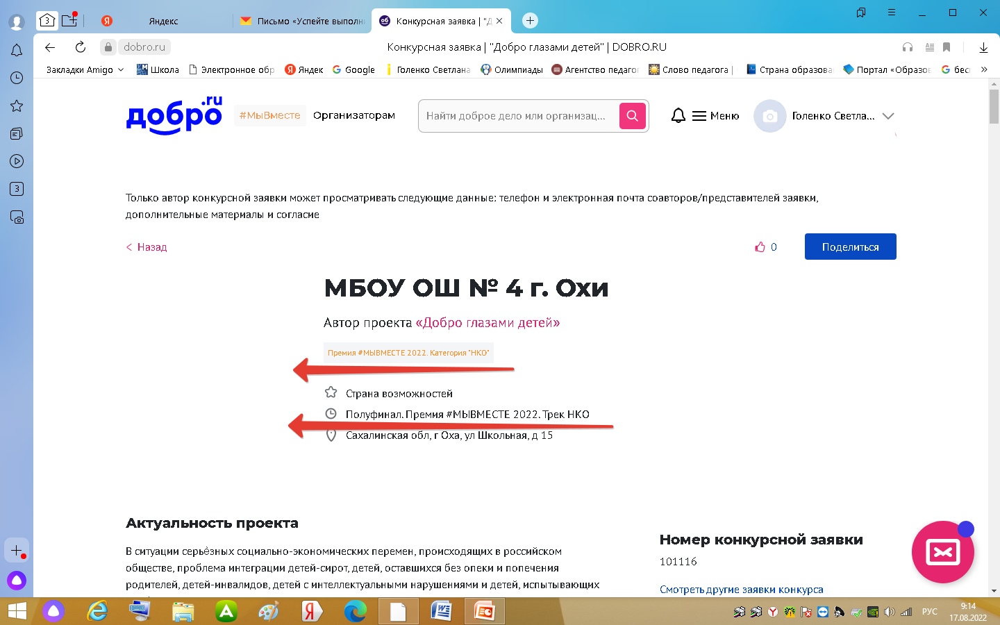 3
Яндекс
Письмо «Успейте выполн
Конкурсная заявка | "Д
dobro.ru
Конкурсная заявка | "Добро глазами детей" | DOBRO.RU
Закладки Amigo
Школа
Электронное обр
Яндек
Google
Голенко Светлана
Олимпиады
Агентство педагог
Слово педагога |
Страна образова
Портал «Образов
бес
добро.ru
#МыВместе
Организаторам
Найти доброе дело или организац...
Меню
Голенко Светла...
3
Только автор конкурсной заявки может просматривать следующие данные: телефон и электронная почта соавторов/представителей заявки,
дополнительные материалы и согласие
Назад
0
Поделиться
МБОУ ОШ № 4 г. Охи
Автор проекта «Добро глазами детей»
Премия #МЫВМЕСТЕ 2022. Категория "НКО"
Страна возможностей
Полуфинал. Премия #МЫВМЕСТЕ 2022. Трек НКО
Сахалинская обл, г Оха, ул Школьная, д 15
Актуальность проекта
В ситуации серьёзных социально-экономических перемен, происходящих в российском
обществе, проблема интеграции детей-сирот, детей, оставшихся без опеки и попечения
родителей, детей-инвалидов, детей с интеллектуальными нарушениями и детей, испытывающих
Номер конкурсной заявки
101116
Смотреть другие заявки конкурса
РУС
9:14
17.08.2022